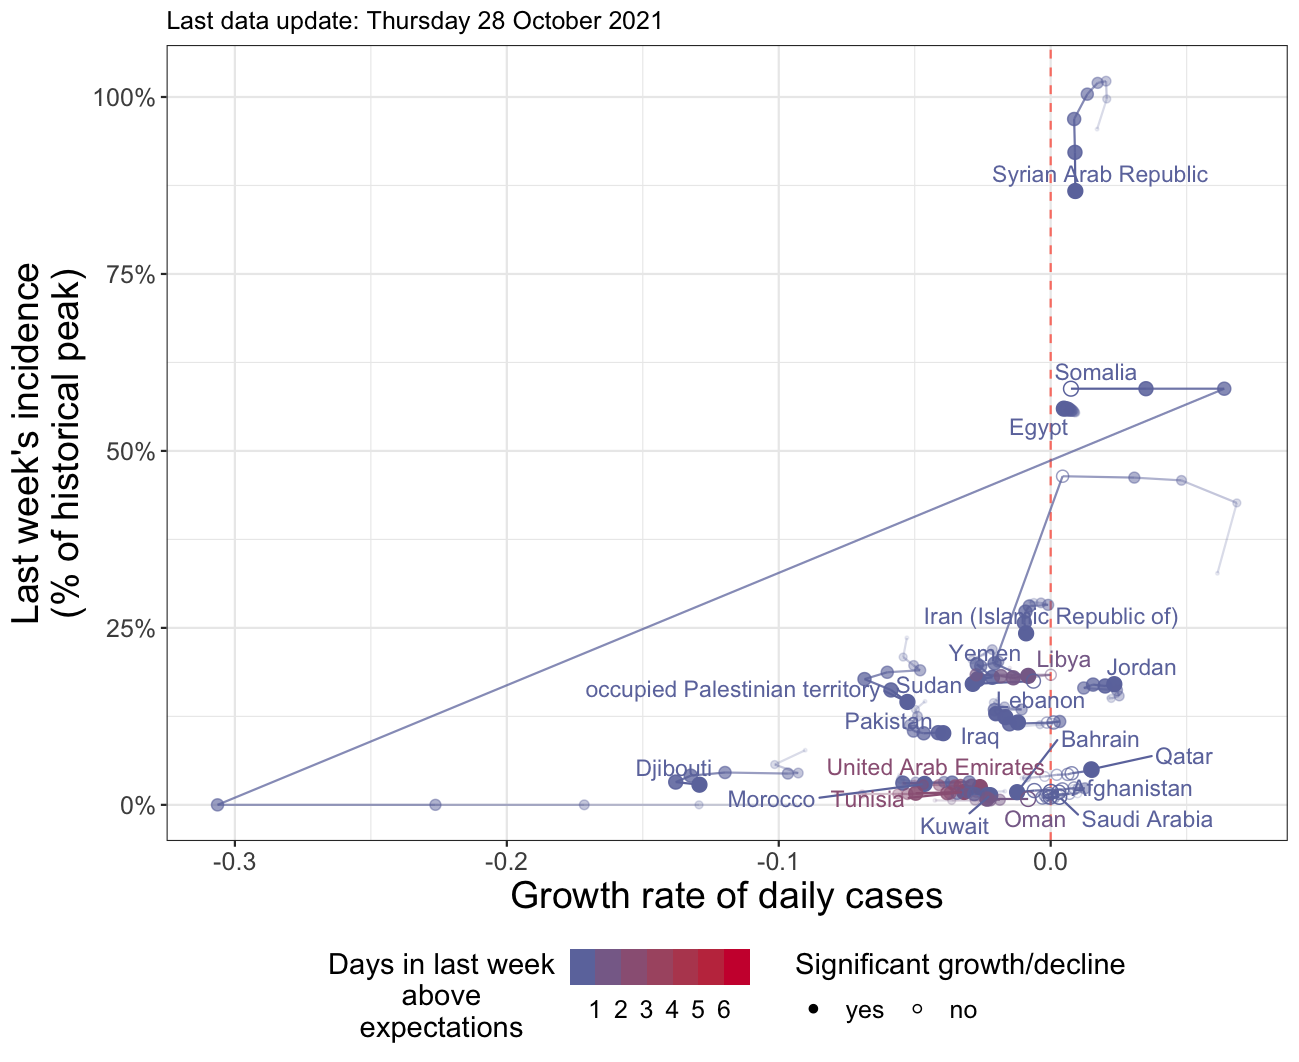 Last data update: Thursday 28 October 2021
Last week's incidence
(% of historical peak)
100%
75%
50%
25%
0%
Syrian Arab Republic
Somalia
Egypt
Iran (Islamic Republic of)
Yemen
Libya
Jordan
occupied Palestinian territory
Sudan
Lebanon
Pakistan
Iraq
Bahrain
Qatar
United Arab Emirates
Djibouti
Afghanistan
Morocco
Tunisia
Kuwait
Oman
Saudi Arabia
-0.3
-0.2
-0.1
0.0
Growth rate of daily cases
Days in last week
above
expectations
1 2 3 4 5 6
Significant growth/decline
yes
no